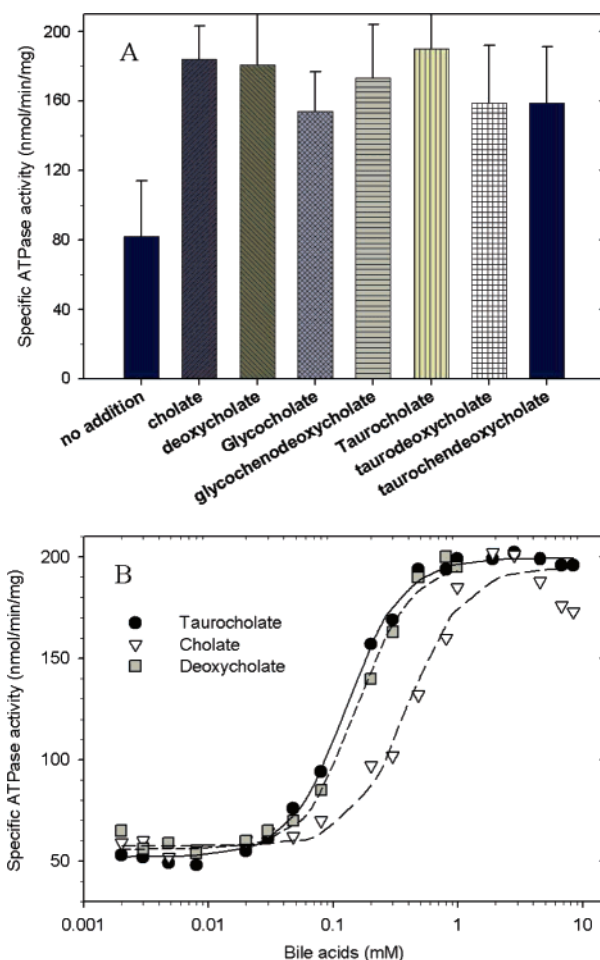 A
Specific ATPase activity (nmol/min/mg)
200
160
120
80
40
0
no addition
cholate
deoxycholate
Glycocholate
glycochenodeoxycholate
Taurocholate
taurodeoxycholate
taurochendeoxycholate
B
Specific ATPase activity (nmol/min/mg)
200
150
100
50
Taurocholate
Cholate
Deoxycholate
0.001 0.01 0.1 1 10
Bile acids (mM)